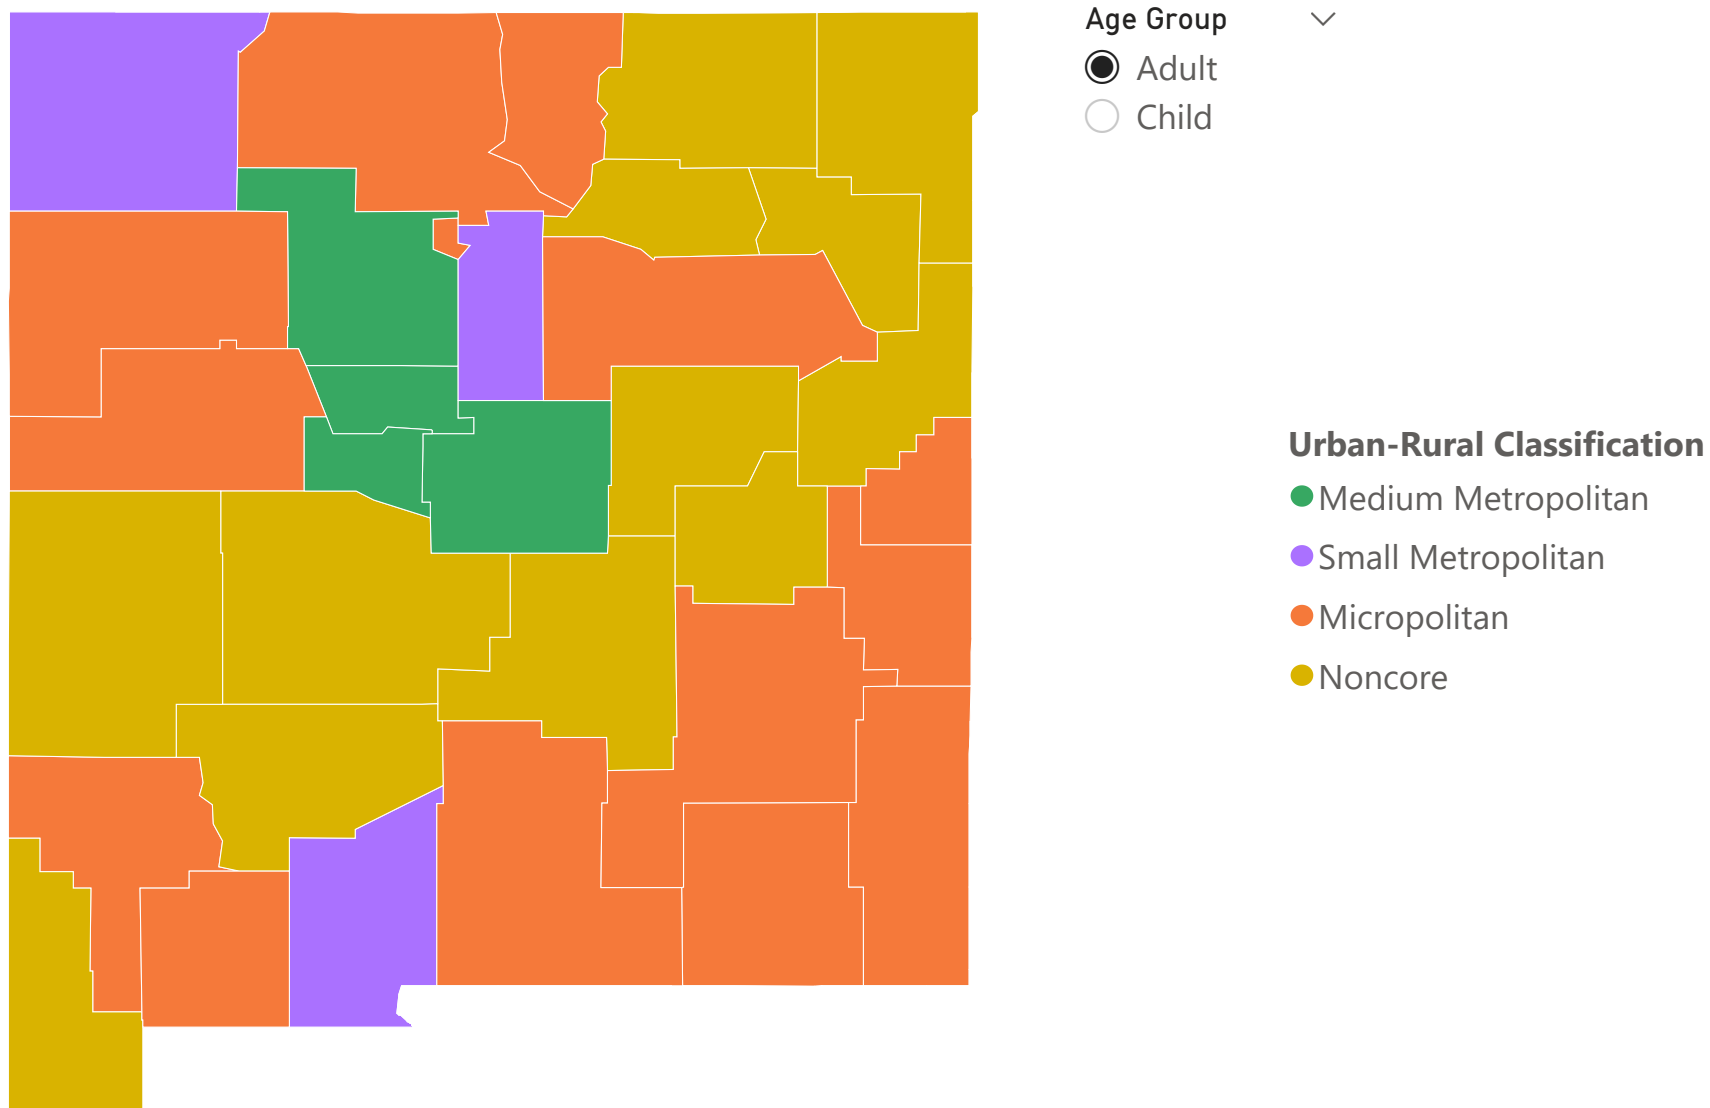 Age Group
Adult
Child
Urban-Rural Classification
Medium Metropolitan
Small Metropolitan
Micropolitan
Noncore